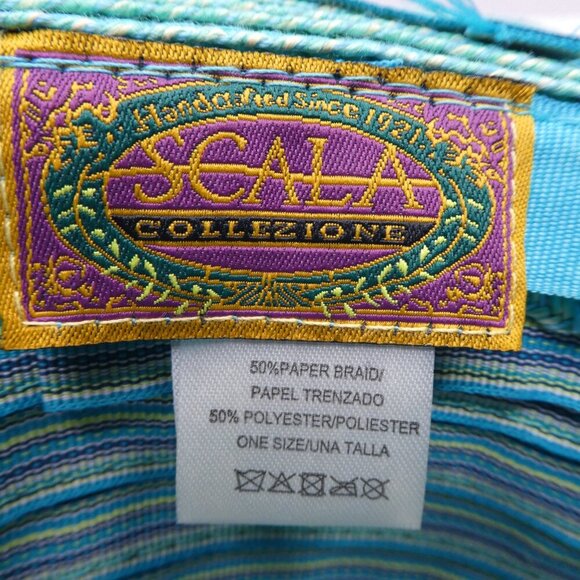 Handcrafted Since 1921
SCALA
COLLEZIONE
50%PAPER BRAID/
PAPEL TRENZADO
50% POLYESTER/POLIESTER
ONE SIZE/UNA TALLA